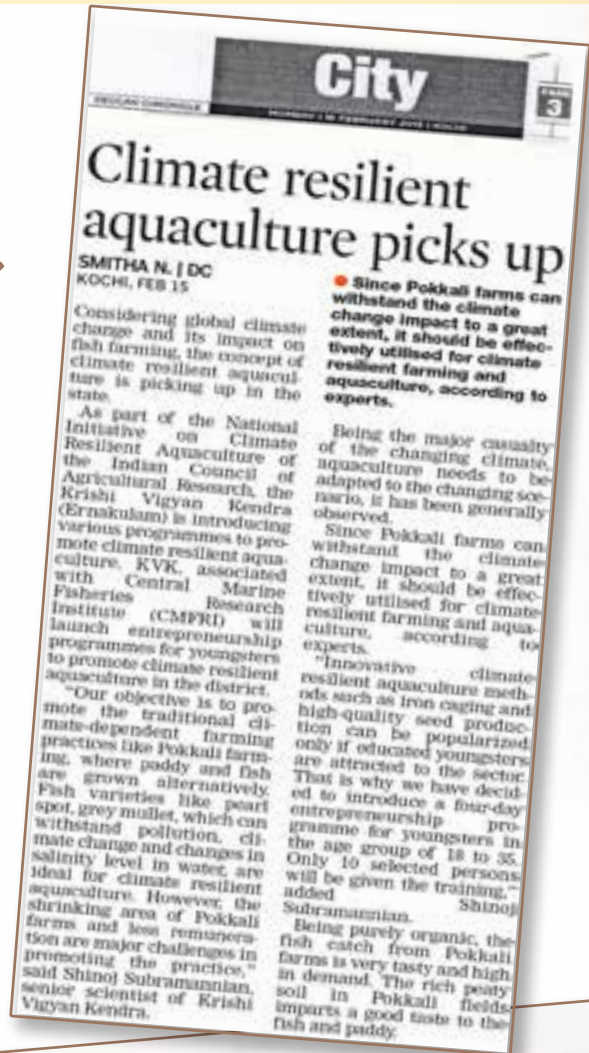 City
PAGE
3
DECCAN CHRONICLE
Climate resilient
aquaculture picks up
SMITHA N. | DC
KOCHI, FEB 15
Considering global climate
change and its impact on
fish farming, the concept of
climate resilient aquacul-
ture is picking up in the
state.
As part of the National
Initiative on Climate
Resilient Aquaculture of
the Indian Council of
Agricultural Research, the
Krishi Vigyan Kendra
(Ernakulam) is introducing
various programmes to pro-
mote climate resilient aqua-
culture. KVK, associated
with Central Marine
Fisheries Research
Institute (CMFRI) will
launch entrepreneurship
programmes for youngsters
to promote climate resilient
aquaculture in the district.
"Our objective is to pro-
mote the traditional cli-
mate-dependent farming
practices like Pokkali farm-
ing, where paddy and fish
are grown alternatively.
Fish varieties like pearl
spot, grey mullet, which can
withstand pollution, cli-
mate change and changes in
salinity level in water, are
ideal for climate resilient
aquaculture. However, the
shrinking area of Pokkali
farms and less remunera-
tion are major challenges in
promoting the practice,"
said Shinoj Subramannian,
senior scientist of Krishi
Vigyan Kendra.
Since Pokkali farms can
withstand the climate
change impact to a great
extent, it should be effec-
tively utilised for climate
resilient farming and
aquaculture, according to
experts.
Being the major casualty
of the changing climate,
aquaculture needs to be
adapted to the changing sce-
nario, it has been generally
observed.
Since Pokkali farms can
withstand the climate
change impact to a great
extent, it should be effec-
tively utilised for climate
resilient farming and aqua-
culture, according to
experts.
"Innovative climate
resilient aquaculture meth-
ods such as iron caging and
high-quality seed produc-
tion can be popularized
only if educated youngsters
are attracted to the sector.
That is why we have decid-
ed to introduce a four-day
entrepreneurship pro-
gramme for youngsters in
the age group of 18 to 35.
Only 10 selected persons
will be given the training,"
added Shinoj
Subramannian.
Being purely organic, the
fish catch from Pokkali
farms is very tasty and high
in demand. The rich peaty
soil in Pokkali fields
imparts a good taste to the
fish and paddy.